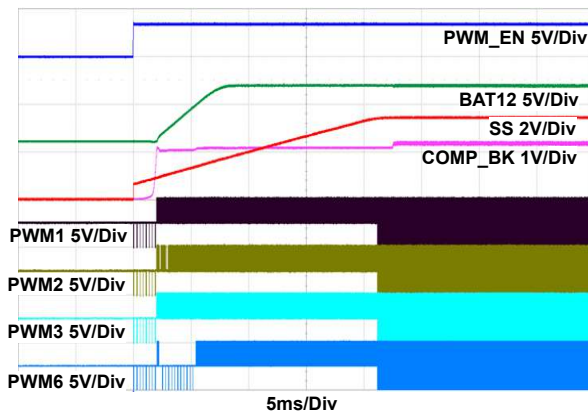 PWM_EN 5V/Div
BAT12 5V/Div
SS 2V/Div
COMP_BK 1V/Div
PWM1 5V/Div
PWM2 5V/Div
PWM3 5V/Div
PWM6 5V/Div
5ms/Div